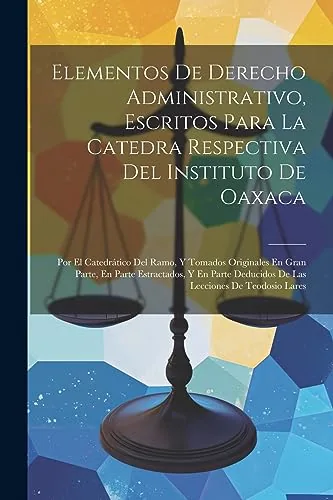 Elementos De Derecho
Administrativo,
Escritos Para La
Catedra Respectiva
Del Instituto De
Oaxaca
Por El Catedrático Del Ramo, Y Tomados Originales En Gran
Parte, En Parte Estractados, Y En Parte Deducidos De Las
Lecciones De Teodosio Lares